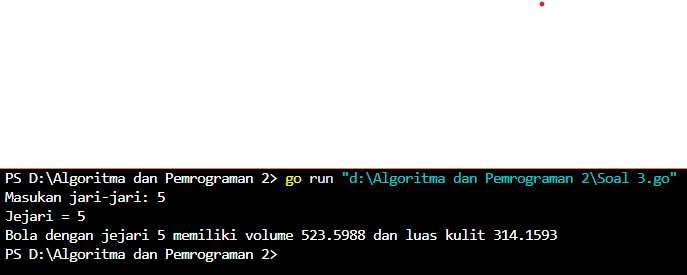 PS D:\Algoritma dan Pemrograman 2> go run "d:\Algoritma dan Pemrograman 2\Soal 3.go"
Masukan jari-jari: 5
Jejari = 5
Bola dengan jejari 5 memiliki volume 523.5988 dan luas kulit 314.1593
PS D:\Algoritma dan Pemrograman 2>